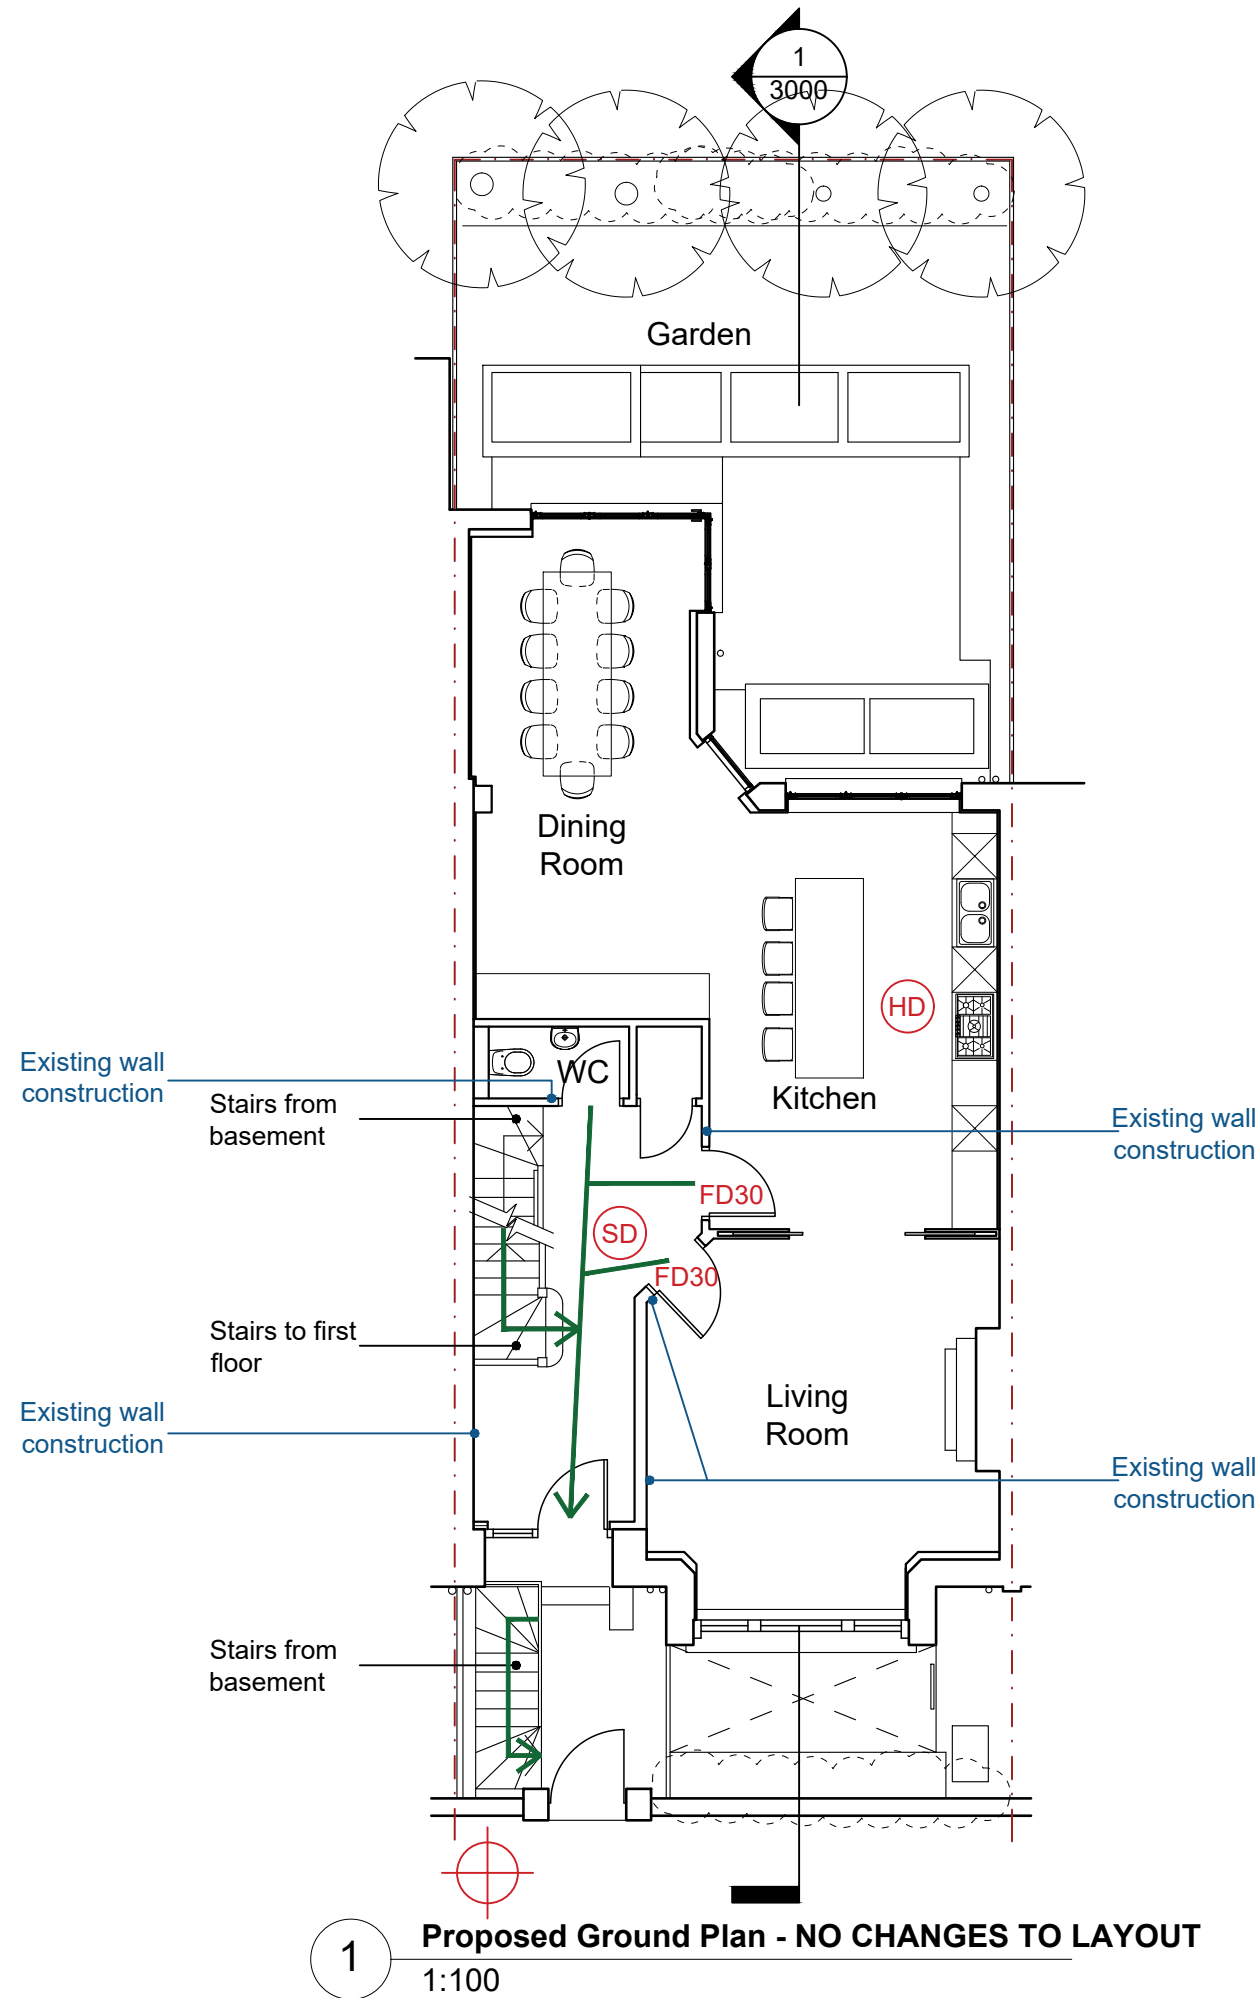 1
3000
Garden
Dining
Room
HD
Kitchen
WC
Existing wall
construction
Stairs from
basement
Existing wall
construction
FD30
SD
FD30
Stairs to first
floor
Living
Room
Existing wall
construction
Existing wall
construction
Stairs from
basement
1
Proposed Ground Plan - NO CHANGES TO LAYOUT
1:100